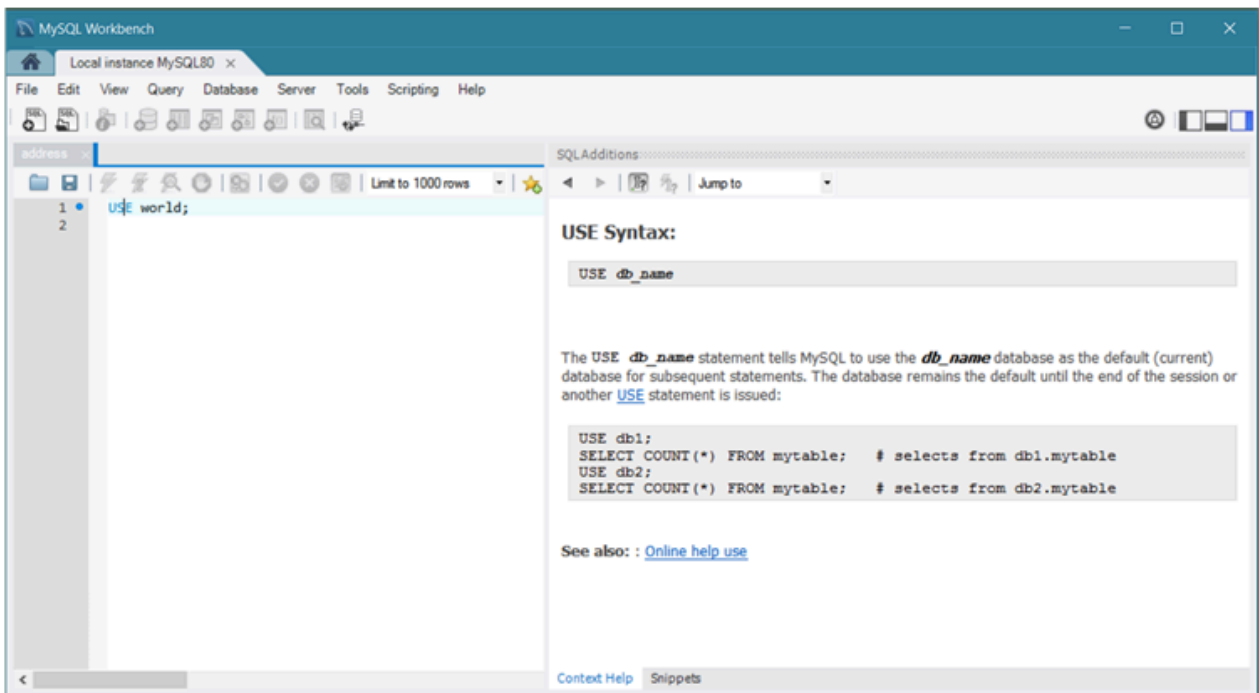 MySQL Workbench
Local instance MySQL80
File Edit View Query Database Server Tools Scripting Help
address
SQLAdditions
Limit to 1000 rows
Jump to
1 USE world;
2
USE Syntax:
USE db_name
The USE db_name statement tells MySQL to use the db_name database as the default (current)
database for subsequent statements. The database remains the default until the end of the session or
another USE statement is issued:
USE db1;
SELECT COUNT(*) FROM mytable;   # selects from db1.mytable
USE db2;
SELECT COUNT(*) FROM mytable;   # selects from db2.mytable
See also: : Online help use
Context Help Snippets